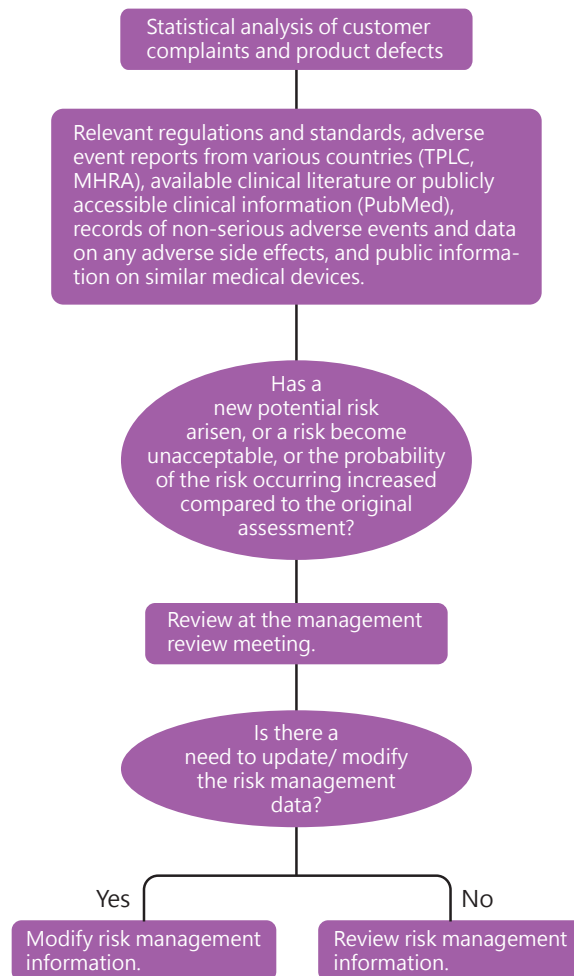 Statistical analysis of customer
complaints and product defects
Relevant regulations and standards, adverse
event reports from various countries (TPLC,
MHRA), available clinical literature or publicly
accessible clinical information (PubMed),
records of non-serious adverse events and data
on any adverse side effects, and public informa-
tion on similar medical devices.
Has a
new potential risk
arisen, or a risk become
unacceptable, or the probability
of the risk occurring increased
compared to the original
assessment?
Review at the management
review meeting.
Is there a
need to update/ modify
the risk management
data?
Yes
No
Modify risk management
information.
Review risk management
information.